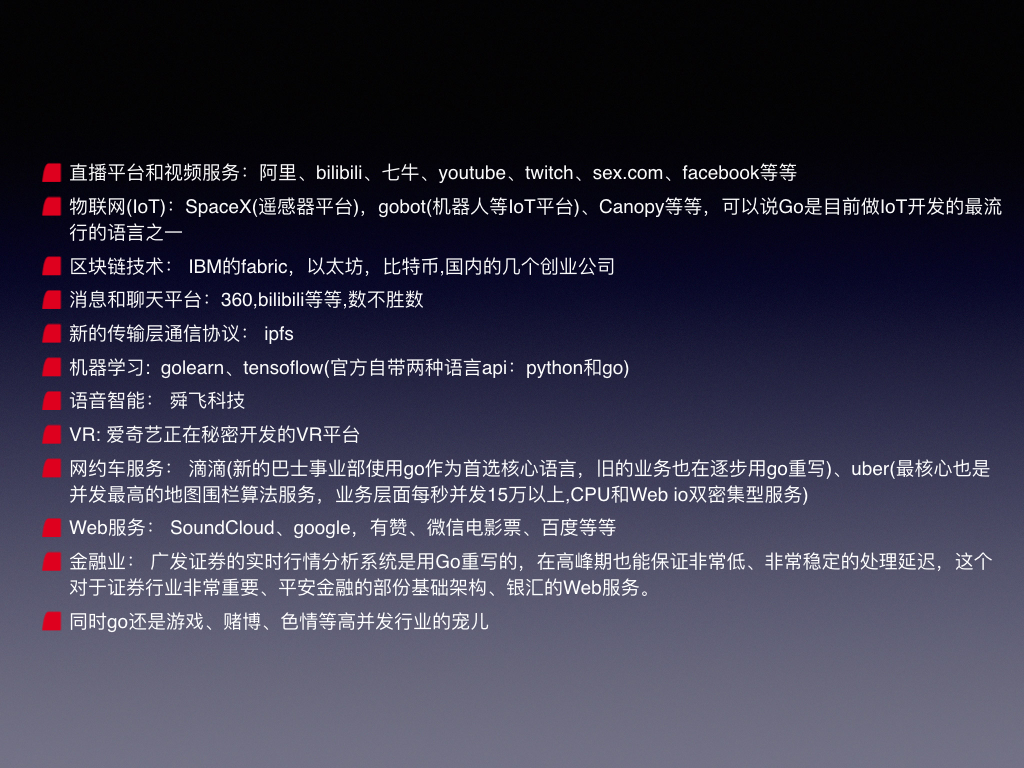 直播平台和视频服务：阿里、bilibili、七牛、youtube、twitch、sex.com、facebook等等
物联网(IoT)：SpaceX(遥感器平台)，gobot(机器人等IoT平台)、Canopy等等，可以说Go是目前做IoT开发的最流
行的语言之一
区块链技术： IBM的fabric，以太坊，比特币,国内的几个创业公司
消息和聊天平台：360,bilibili等等,数不胜数
新的传输层通信协议： ipfs
机器学习: golearn、tensoflow(官方自带两种语言api：python和go)
语音智能： 舜飞科技
VR: 爱奇艺正在秘密开发的VR平台
网约车服务： 滴滴(新的巴士事业部使用go作为首选核心语言，旧的业务也在逐步用go重写)、uber(最核心也是
并发最高的地图围栏算法服务，业务层面每秒并发15万以上,CPU和Web io双密集型服务)
Web服务： SoundCloud、google，有赞、微信电影票、百度等等
金融业： 广发证券的实时行情分析系统是用Go重写的，在高峰期也能保证非常低、非常稳定的处理延迟，这个
对于证券行业非常重要、平安金融的部份基础架构、银汇的Web服务。
同时go还是游戏、赌博、色情等高并发行业的宠儿